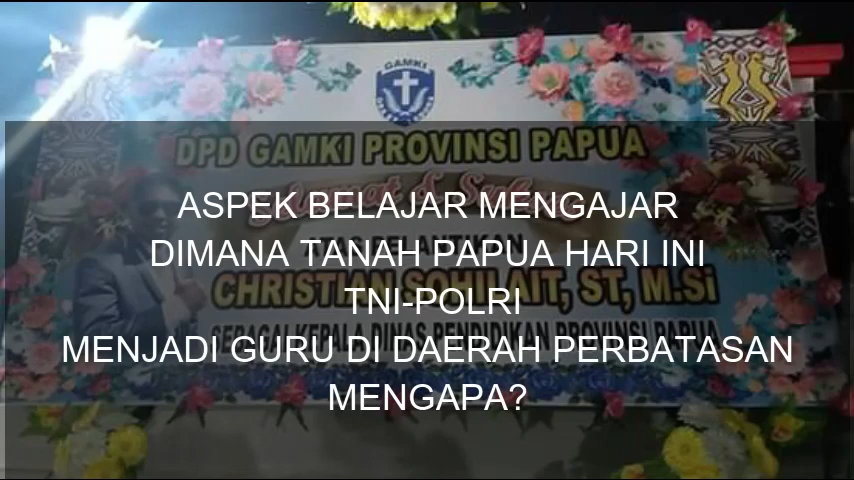 GAMKI
DPD GAMKI PROVINSI PAPUA
ASPEK BELAJAR MENGAJAR
DIMANA TANAH PAPUA HARI INI
CHRISTIAN SOHILAIT, ST, M.Si
TNI-POLRI
SEBAGAI KEPALA DINAS PENDIDIKAN PROVINSI PAPUA
MENJADI GURU DI DAERAH PERBATASAN
MENGAPA?